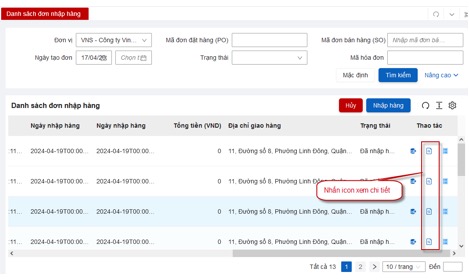 Danh sách đơn nhập hàng
Đơn vị VNS - Công ty Vin... Mã đơn đặt hàng (PO) Mã đơn bán hàng (SO) Nhập mã đơn bá...
Ngày tạo đơn 17/04/2 Chọn t Trạng thái Mã hóa đơn
Mặc định Tìm kiếm Nâng cao
Danh sách đơn nhập hàng Hủy Nhập hàng
Ngày nhập hàng Ngày nhập hàng Tổng tiền (VND) Địa chỉ giao hàng Trạng thái Thao tác
11... 2024-04-19T00:00... 2024-04-19T00:00... 0 11, Đường số 8, Phường Linh Đông, Quận... Đã nhập h...
11... 2024-04-19T00:00... 2024-04-19T00:00... 0 11, Đường số 8, Phường Linh Đông, Quận... Đã nhập h...
Nhấn icon xem chi tiết
11... 2024-04-19T00:00... 2024-04-19T00:00... 0 11, Đường số 8, Phường Linh Đông, Quận... Đã nhập h...
11... 2024-04-19T00:00... 2024-04-19T00:00... 0 11, Đường số 8, Phường Linh Đông, Quận... Đã nhập h...
Tất cả 13 1 2 10 / trang Đến